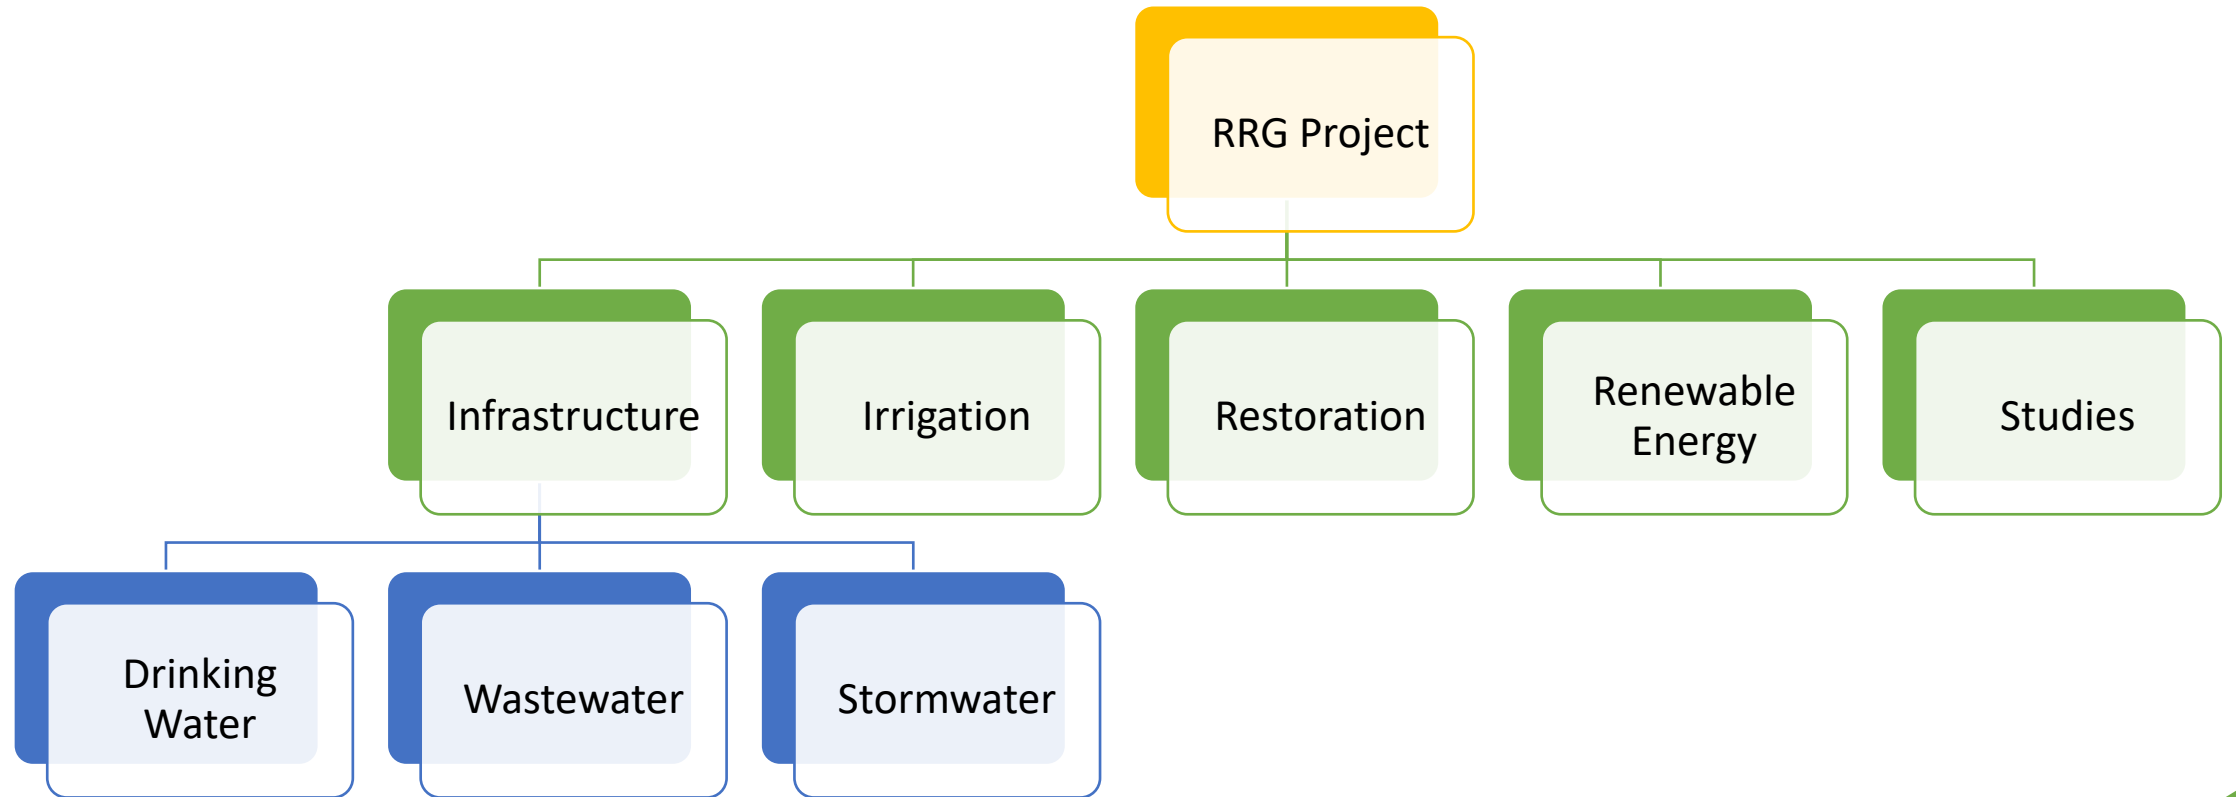 RRG Project
Infrastructure
Irrigation
Restoration
Renewable
Energy
Studies
Drinking
Water
Wastewater
Stormwater